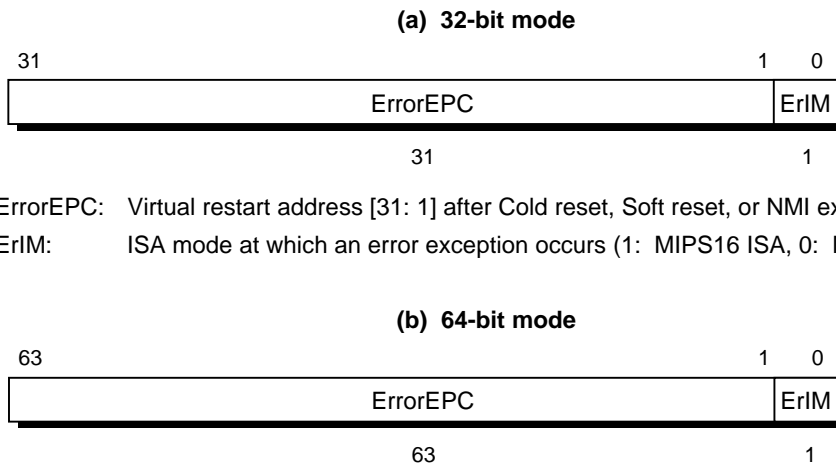 (a) 32-bit mode
31 1 0
ErrorEPC ErIM
31 1
ErrorEPC: Virtual restart address [31: 1] after Cold reset, Soft reset, or NMI
ErIM: ISA mode at which an error exception occurs (1: MIPS16 ISA, 0:
(b) 64-bit mode
63 1 0
ErrorEPC ErIM
63 1